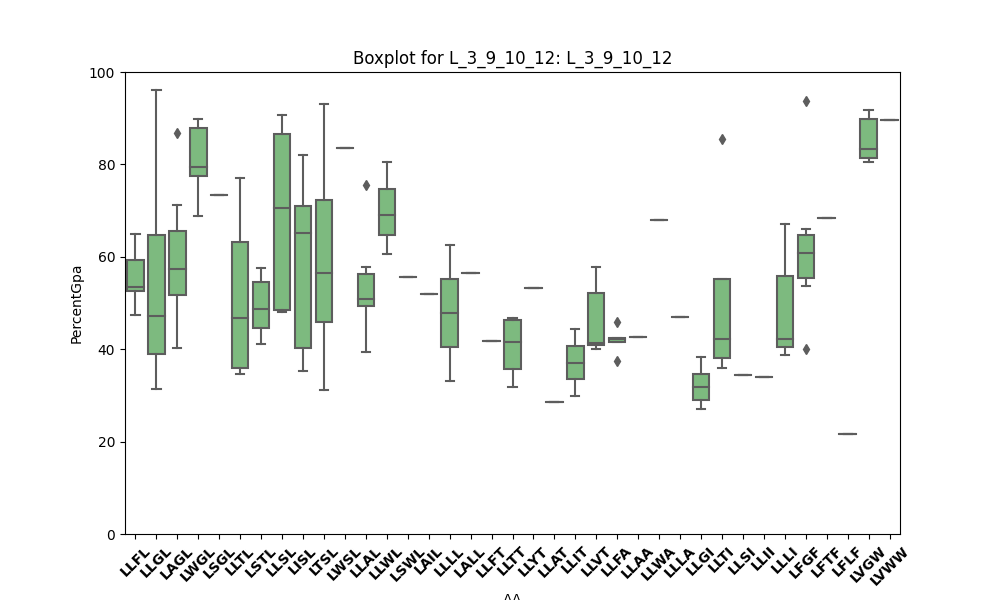 Boxplot for L_3_9_10_12: L_3_9_10_12
PercentGpa
100
80
60
40
20
0
LLFL LLGL LAGL LWGL LSGL LLTL LSTL LLSL LISL LTSL LWSL LLAL LLWL LSWL LAIL LLLL LALL LLFT LLTT LLYT LLAT LLIT LLVT LLFA LLAA LLWA LLLA LLGI LLTI LLSI LLII LLLI LFGF LFTF LFLF LVGW LVWW
AA